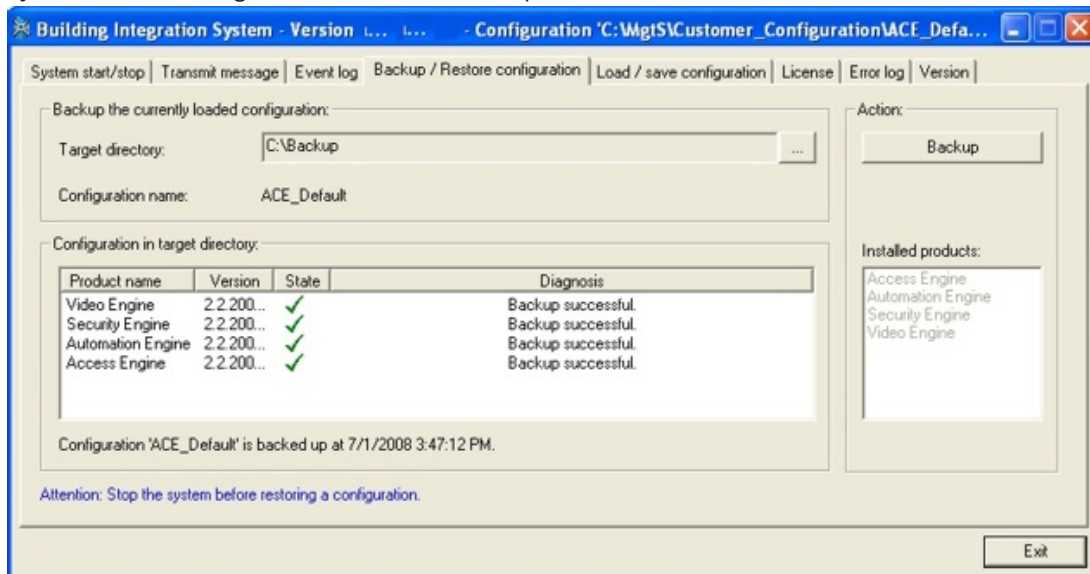 Building Integration System - Version - Configuration 'C:\MgtS\Customer_Configuration\ACE_Defa...
System start/stop Transmit message Event log Backup / Restore configuration Load / save configuration License Error log Version
Backup the currently loaded configuration:
Target directory: C:\Backup ...
Configuration name: ACE_Default
Action:
Backup
Configuration in target directory:
Product name Version State Diagnosis
Video Engine 2.2.200... Backup successful.
Security Engine 2.2.200... Backup successful.
Automation Engine 2.2.200... Backup successful.
Access Engine 2.2.200... Backup successful.
Configuration 'ACE_Default' is backed up at 7/1/2008 3:47:12 PM.
Installed products:
Access Engine
Automation Engine
Security Engine
Video Engine
Attention: Stop the system before restoring a configuration.
Exit